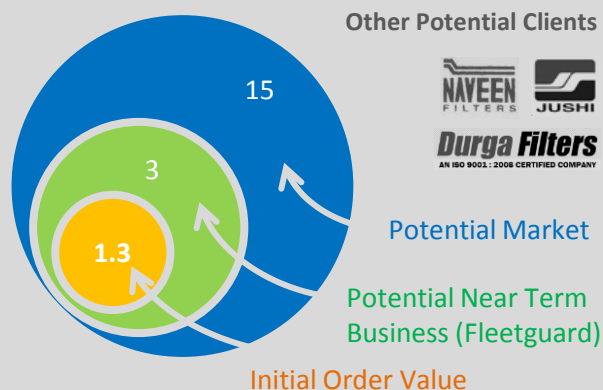 Other Potential Clients
15
NAVEEN
FILTERS
JUSHI
Durga Filters
AN ISO 9001 : 2008 CERTIFIED COMPANY
3
1.3
Potential Market
Potential Near Term
Business (Fleetguard)
Initial Order Value